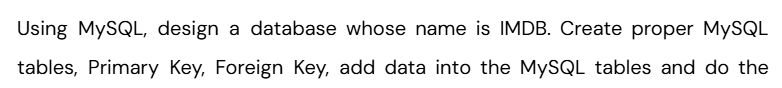 Using MySQL, design a database whose name is IMDB. Create proper MySQL
tables, Primary Key, Foreign Key, add data into the MySQL tables and do the